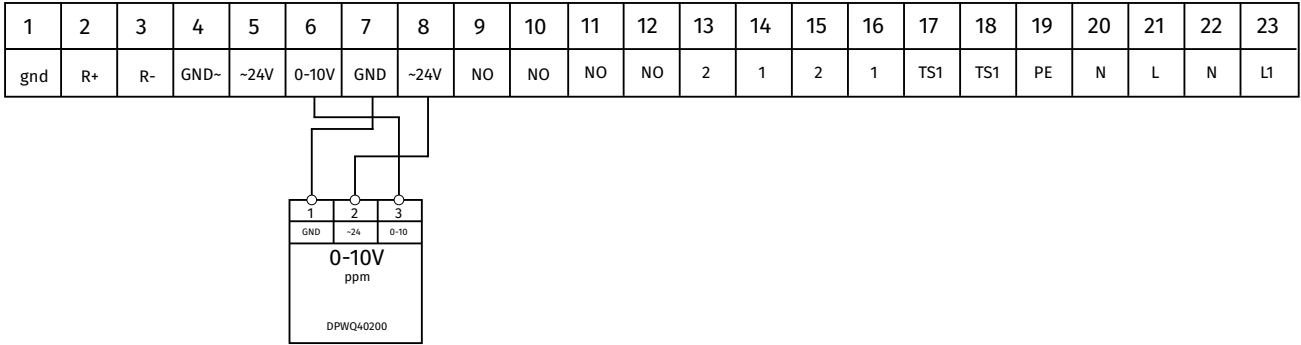 1 2 3 4 5 6 7 8 9 10 11 12 13 14 15 16 17 18 19 20 21 22 23
gnd R+ R- GND~ ~24V 0-10V GND ~24V NO NO NO NO 2 1 2 1 TS1 TS1 PE N L N L1
1 2 3
GND ~24 0-10
0-10V
ppm
DPWQ40200